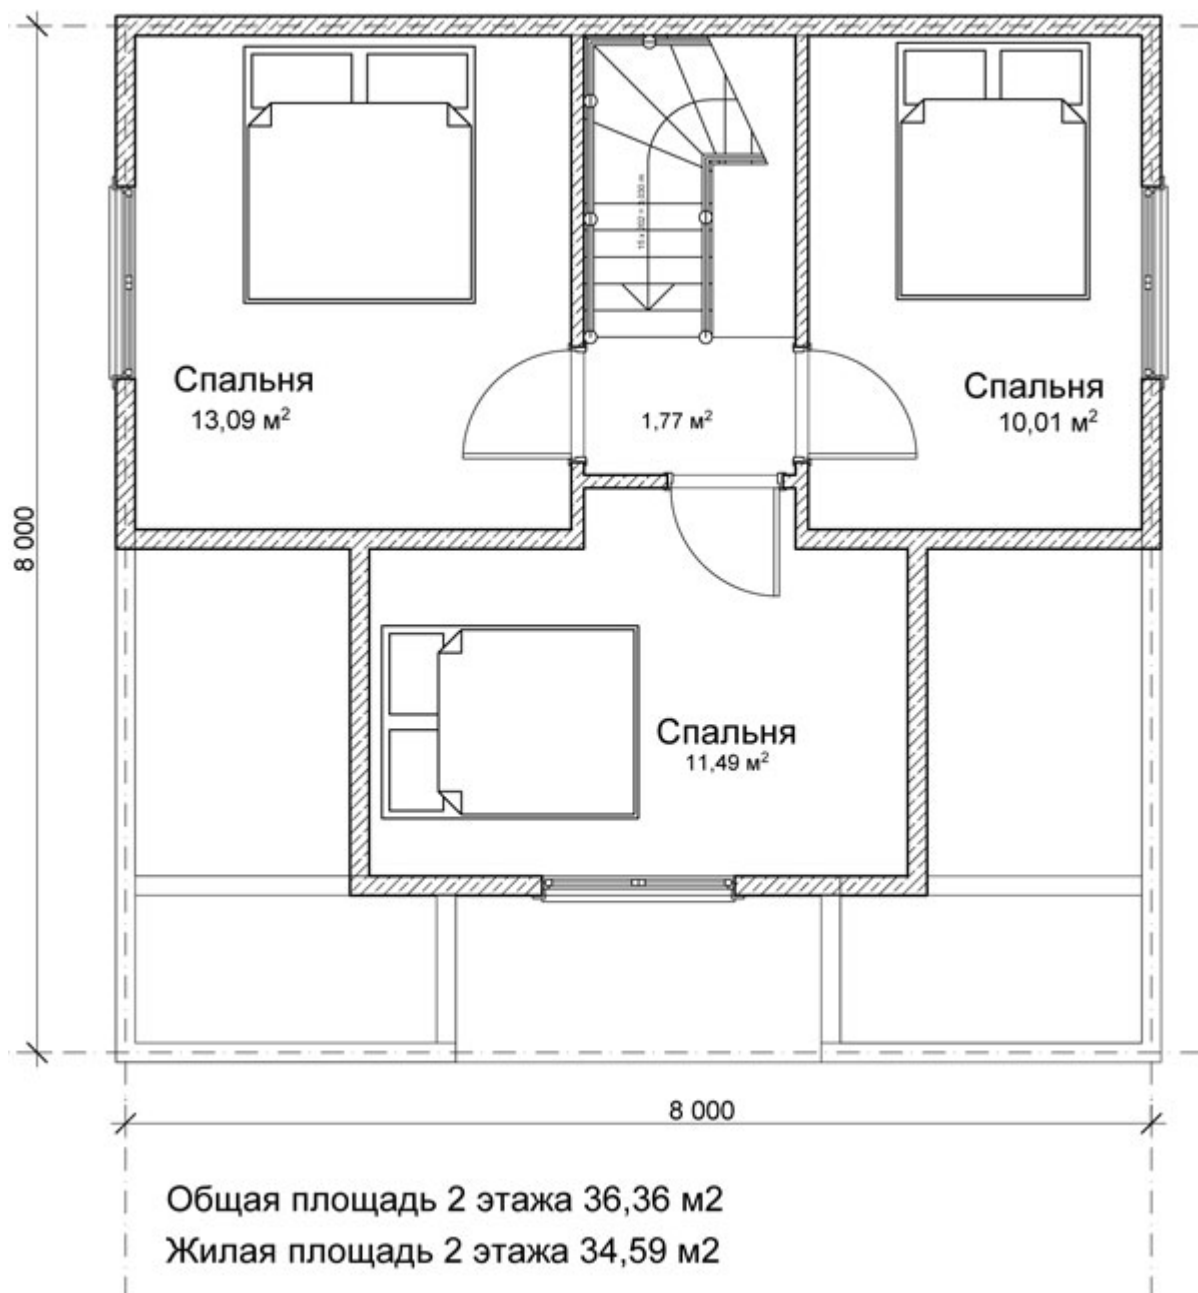 Спальня
13,09 м²
1,77 м²
Спальня
10,01 м²
8 000
Спальня
11,49 м²
8 000
Общая площадь 2 этажа 36,36 м2
Жилая площадь 2 этажа 34,59 м2